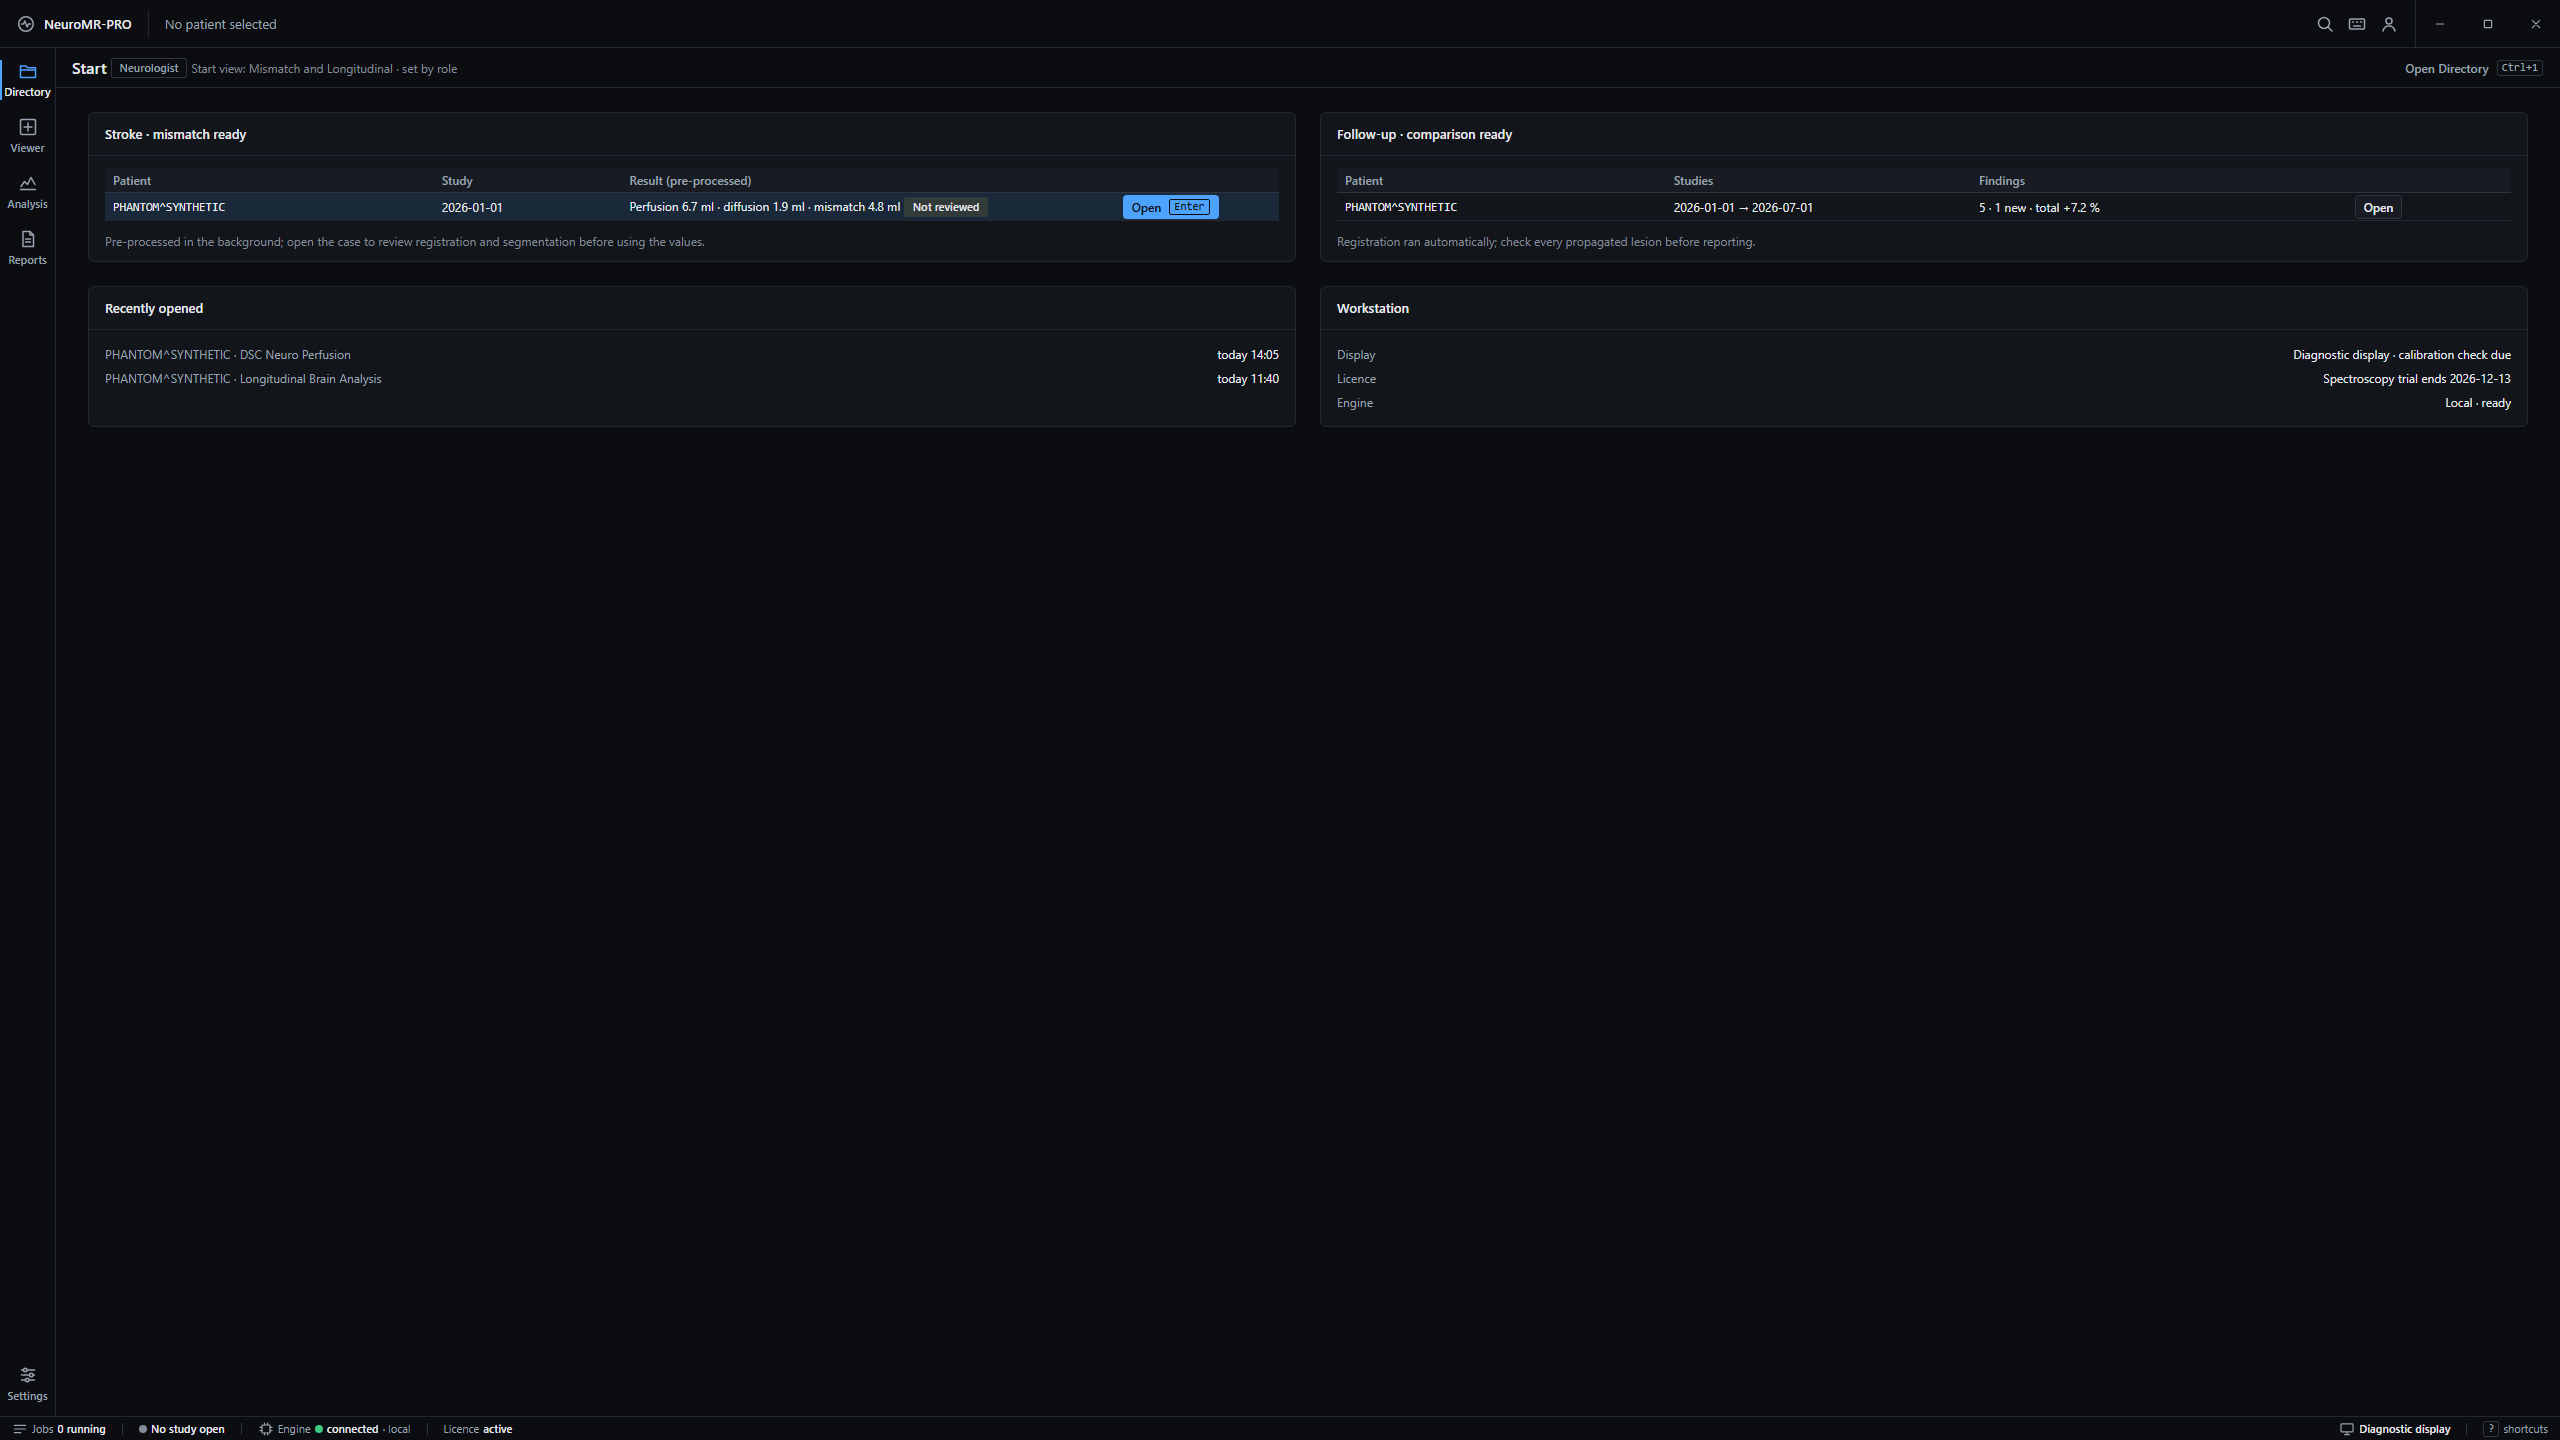 NeuroMR-PRO No patient selected
Start Neurologist Start view: Mismatch and Longitudinal · set by role Open Directory Ctrl+1
Directory
Viewer
Analysis
Reports
Stroke · mismatch ready
Patient Study Result (pre-processed)
PHANTOM^SYNTHETIC 2026-01-01 Perfusion 6.7 ml · diffusion 1.9 ml · mismatch 4.8 ml Not reviewed Open Enter
Pre-processed in the background; open the case to review registration and segmentation before using the values.
Follow-up · comparison ready
Patient Studies Findings
PHANTOM^SYNTHETIC 2026-01-01 → 2026-07-01 5 · 1 new · total +7.2 % Open
Registration ran automatically; check every propagated lesion before reporting.
Recently opened
PHANTOM^SYNTHETIC · DSC Neuro Perfusion today 14:05
PHANTOM^SYNTHETIC · Longitudinal Brain Analysis today 11:40
Workstation
Display Diagnostic display · calibration check due
Licence Spectroscopy trial ends 2026-12-13
Engine Local · ready
Settings
Jobs 0 running No study open Engine connected · local Licence active Diagnostic display ? shortcuts